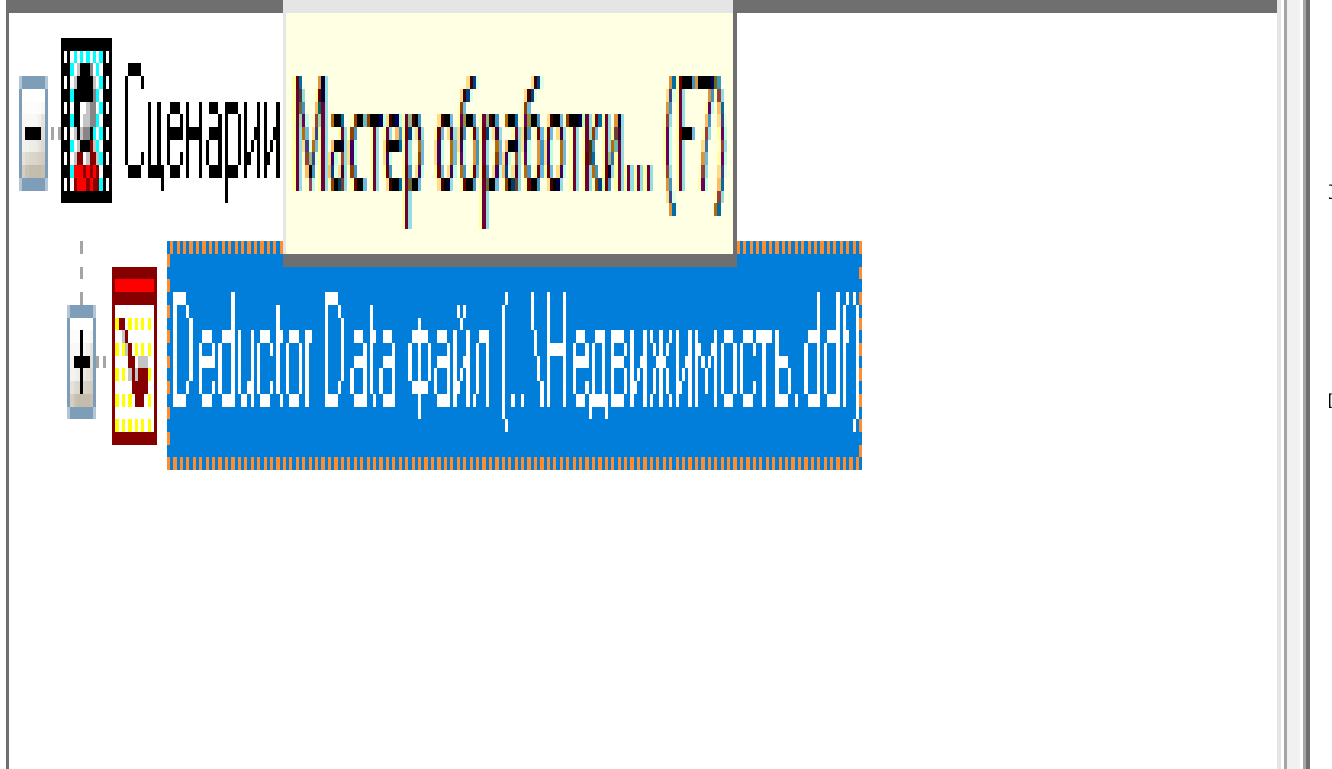 Сценарии
Мастер обработки... (F7)
Deductor Data файл (..\Недвижимость.ddf)